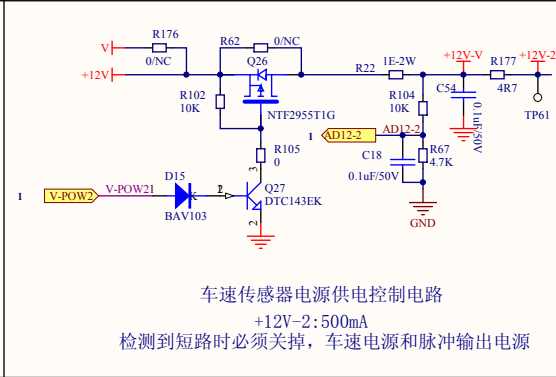 R176
V
0/NC
R62
0/NC
Q26
+12V
R22
1E-2W
+12V-V
R177
+12V-2
R102
10K
NTF2955T1G
R104
10K
C54
0.1uF/50V
4R7
TP61
1
AD12-2
AD12-2
R105
0
C18
0.1uF/50V
R67
4.7K
D15
3
Q27
1
V-POW2
V-POW21
BAV103
DTC143EK
2
GND
车速传感器电源供电控制电路
+12V-2:500mA
检测到短路时必须关掉，车速电源和脉冲输出电源